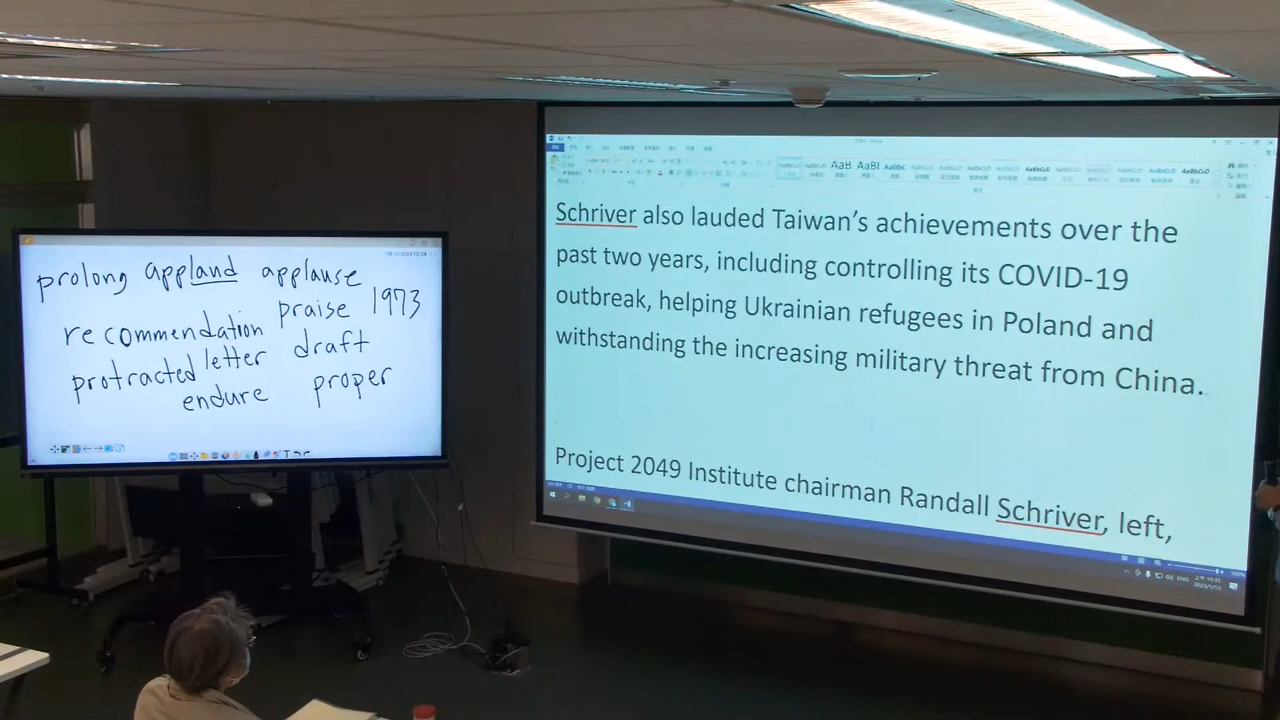 prolong appland applause
praise 1973
recommendation
letter draft
protracted
endure proper
Schriver also lauded Taiwan's achievements over the
past two years, including controlling its COVID-19
outbreak, helping Ukrainian refugees in Poland and
withstanding the increasing military threat from China.
Project 2049 Institute chairman Randall Schriver, left,